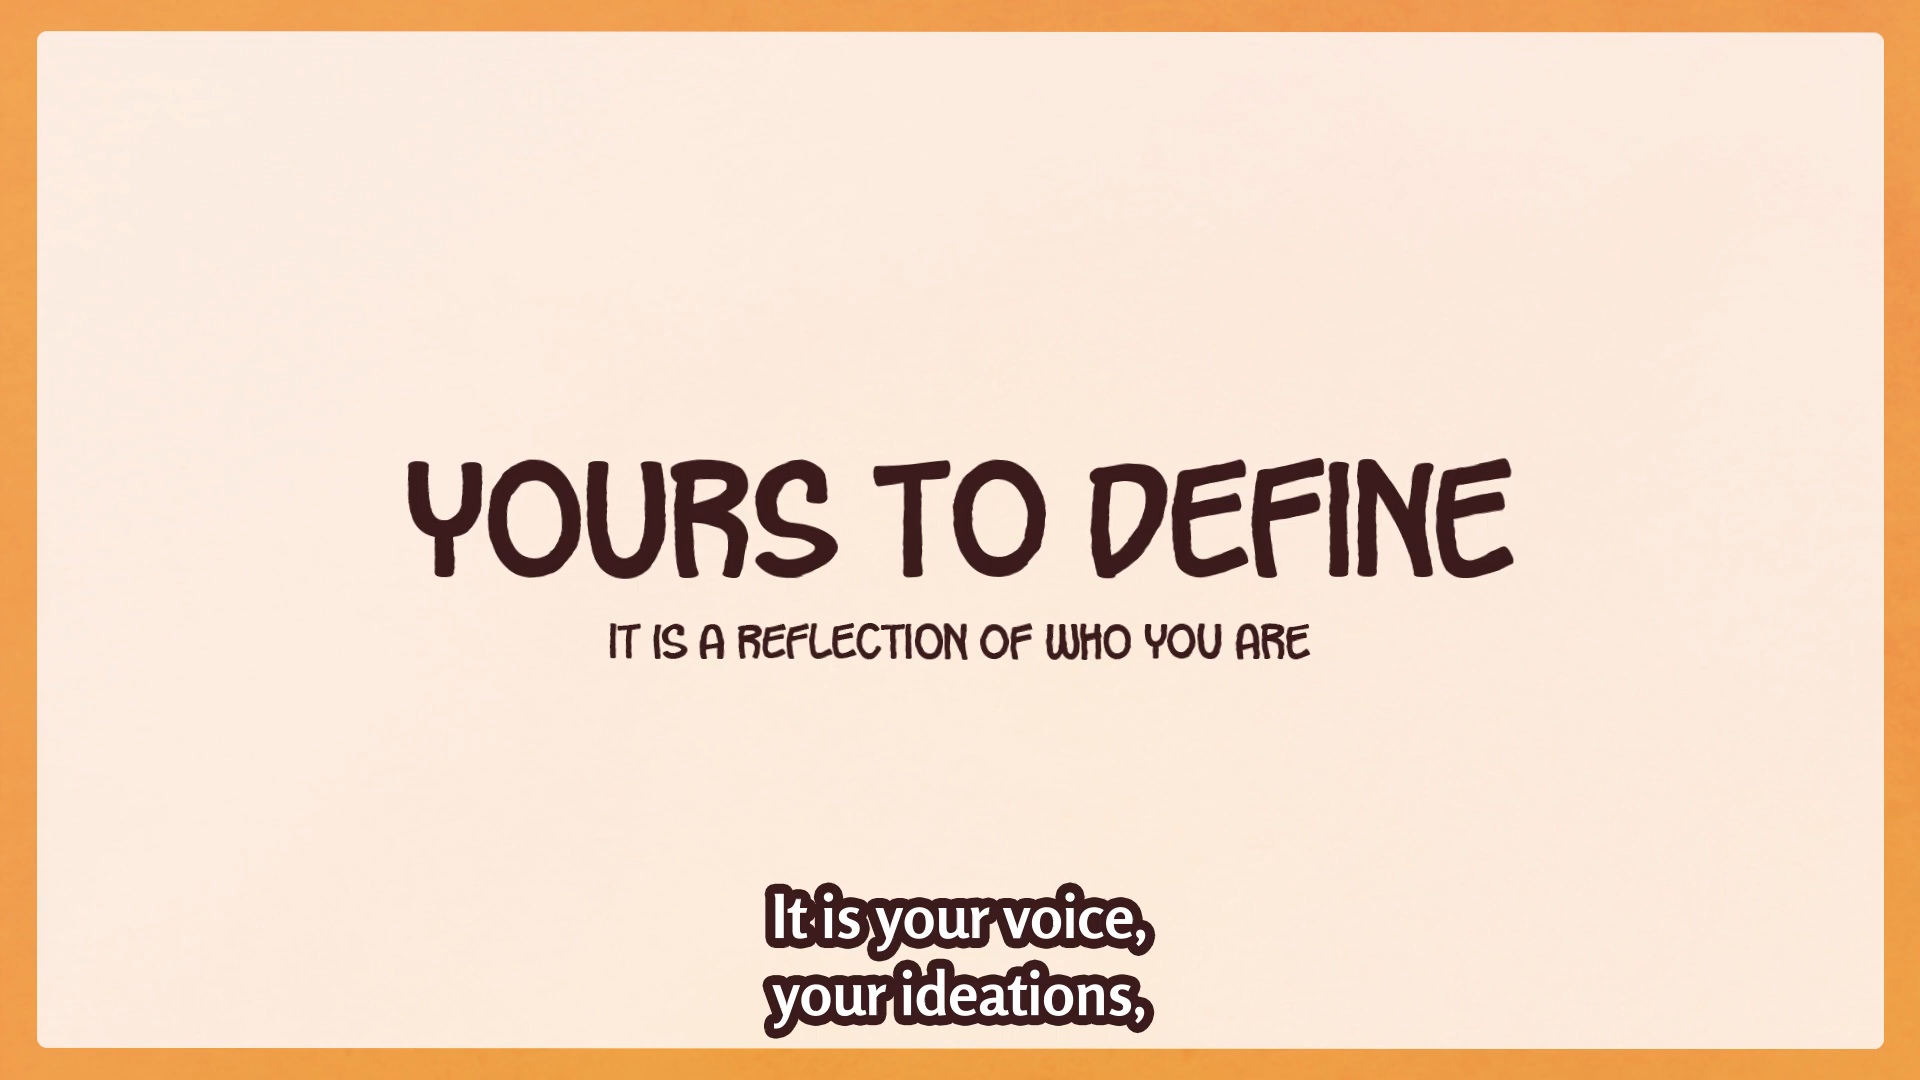 YOURS TO DEFINE
IT IS A REFLECTION OF WHO YOU ARE
It is your voice,
your ideations,